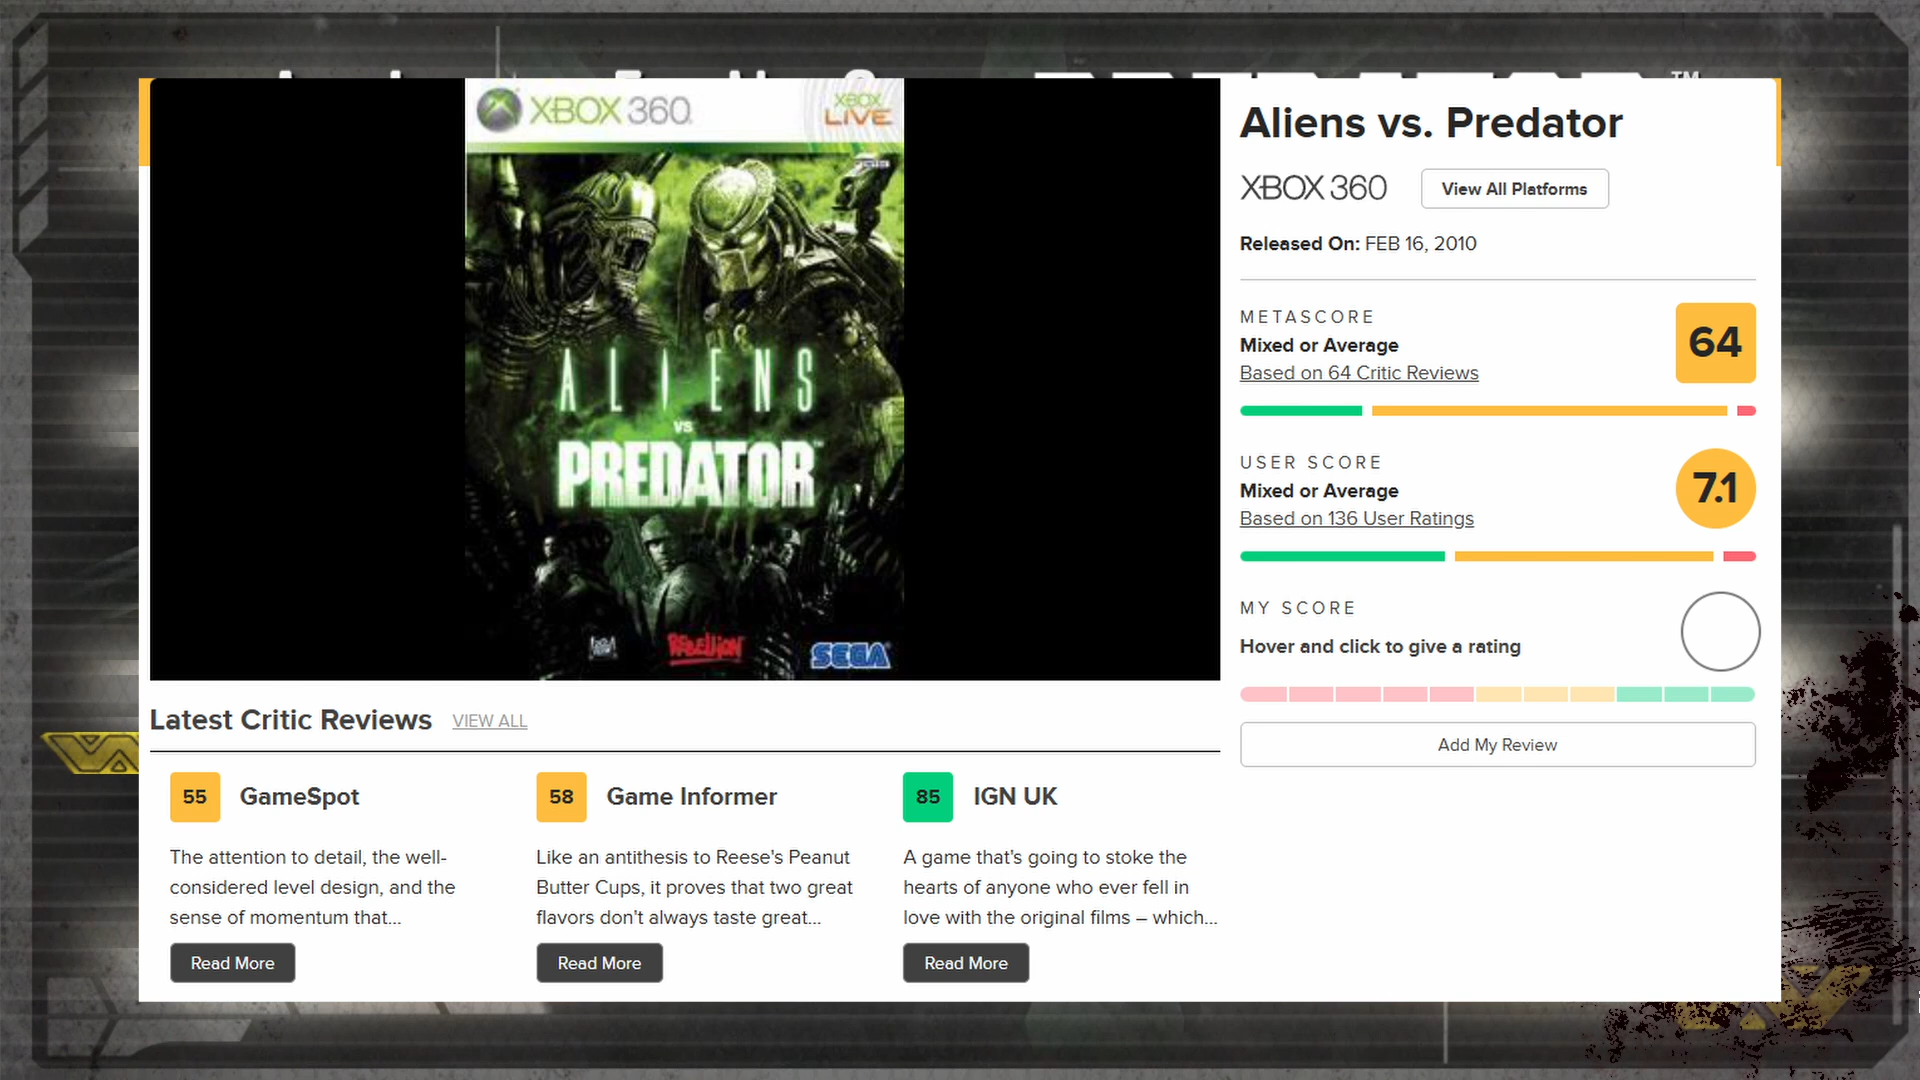 TM
XBOX 360
XBOX
LIVE
ALIENS
VS
PREDATOR™
REBELLION
SEGA
Aliens vs. Predator
XBOX 360
View All Platforms
Released On: FEB 16, 2010
METASCORE
Mixed or Average
Based on 64 Critic Reviews
64
USER SCORE
Mixed or Average
Based on 136 User Ratings
7.1
MY SCORE
Hover and click to give a rating
Add My Review
Latest Critic Reviews VIEW ALL
55 GameSpot
The attention to detail, the well-
considered level design, and the
sense of momentum that...
Read More
58 Game Informer
Like an antithesis to Reese's Peanut
Butter Cups, it proves that two great
flavors don't always taste great...
Read More
85 IGN UK
A game that's going to stoke the
hearts of anyone who ever fell in
love with the original films – which...
Read More